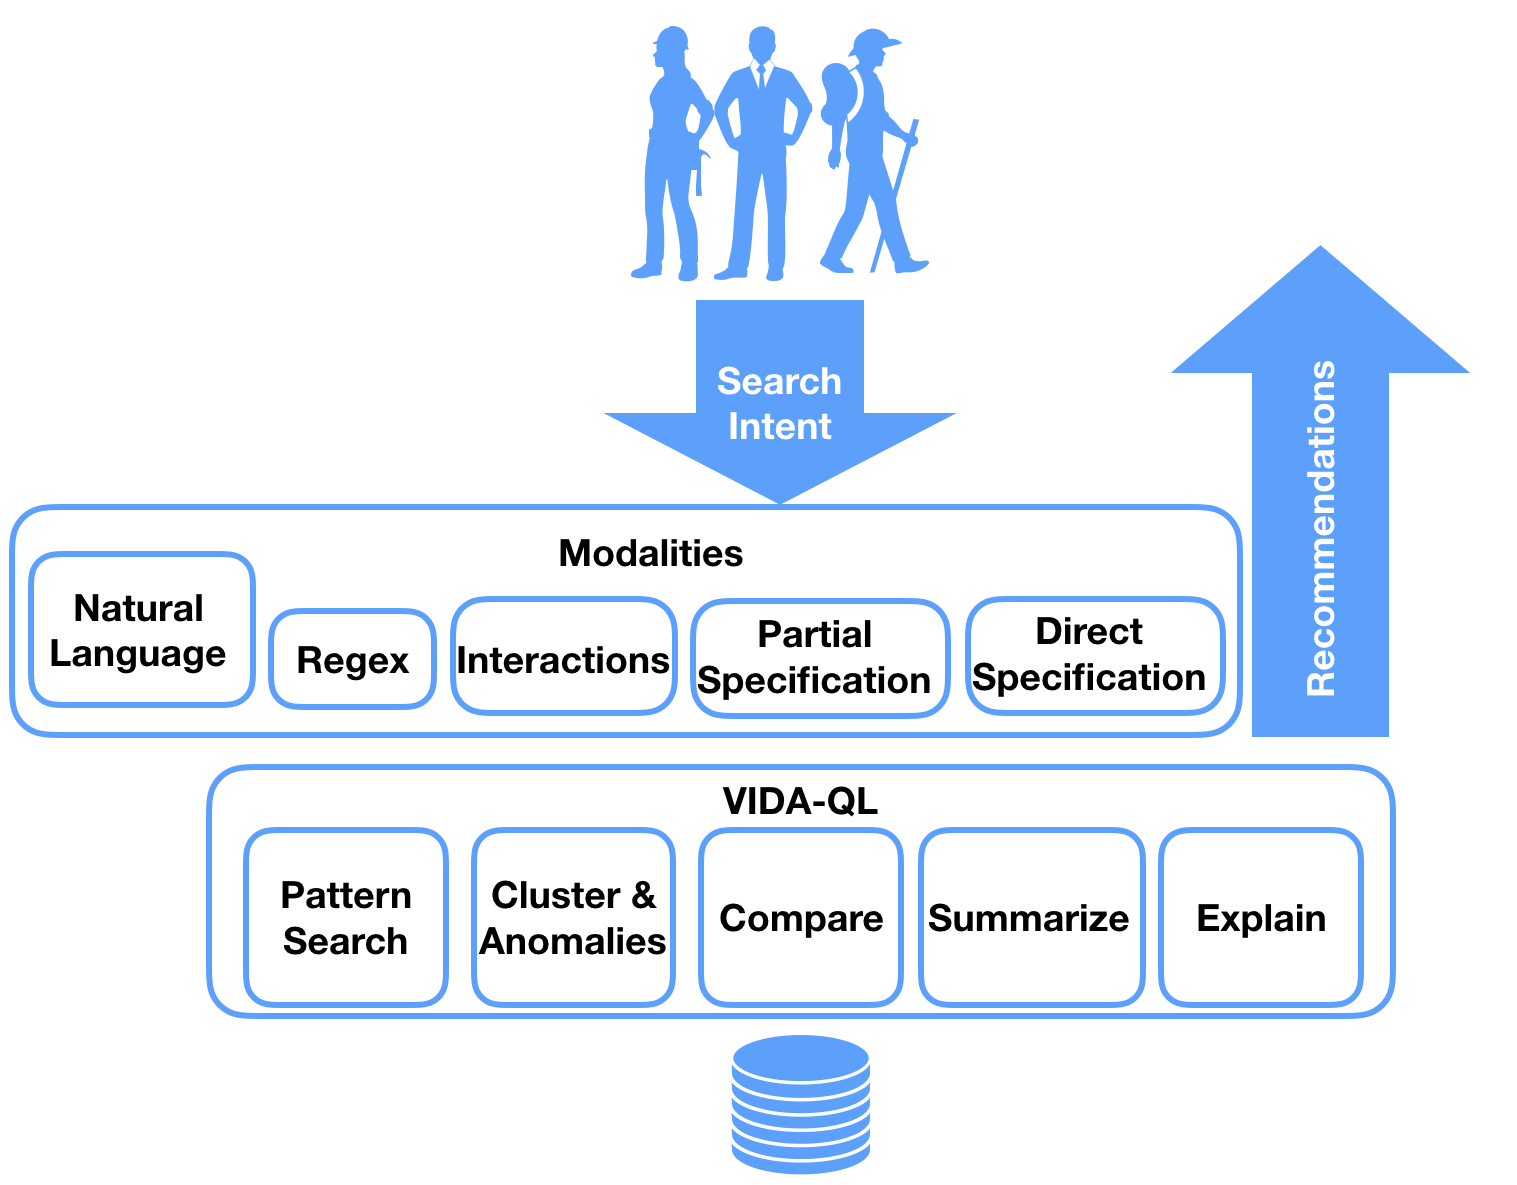 Search
Intent
Recommendations
Modalities
Natural
Language
Regex
Interactions
Partial
Specification
Direct
Specification
VIDA-QL
Pattern
Search
Cluster &
Anomalies
Compare
Summarize
Explain